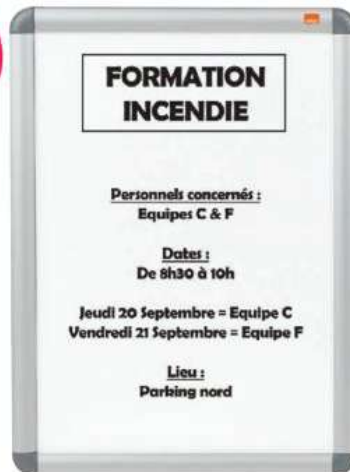 FORMATION
INCENDIE
Personnels concernés :
Equipes C & F
Dates :
De 8h30 à 10h
Jeudi 20 Septembre = Equipe C
Vendredi 21 Septembre = Equipe F
Lieu :
Parking nord